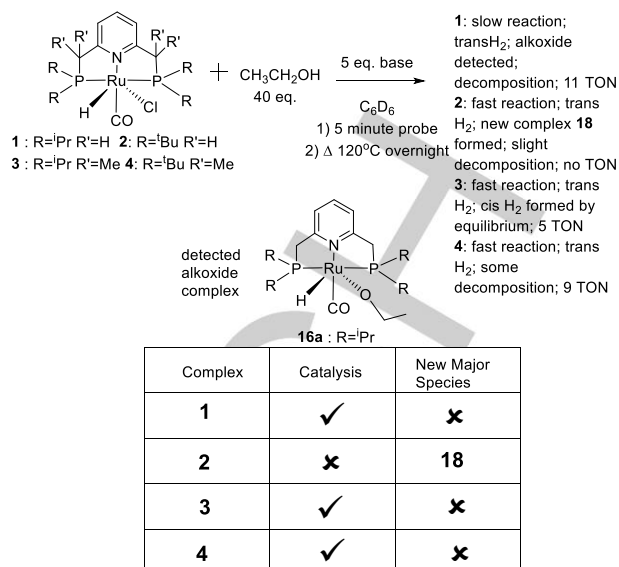 R' R' R' R'
N
R P Ru P R
R R
H CO Cl
1 : R=iPr R'=H 2: R=tBu R'=H
3 : R=iPr R'=Me 4: R=tBu R'=Me
+
CH3CH2OH
40 eq.
5 eq. base
C6D6
1) 5 minute probe
2) Δ 120°C overnight
1: slow reaction;
transH2; alkoxide
detected;
decomposition; 11 TON
2: fast reaction; trans
H2; new complex 18
formed; slight
decomposition; no TON
3: fast reaction; trans
H2; cis H2 formed by
equilibrium; 5 TON
4: fast reaction; trans
H2; some
decomposition; 9 TON
detected
alkoxide
complex
N
R P Ru P R
R R
H CO O
16a : R=iPr
Complex Catalysis New Major
Species
1 ✓ ✘
2 ✘ 18
3 ✓ ✘
4 ✓ ✘